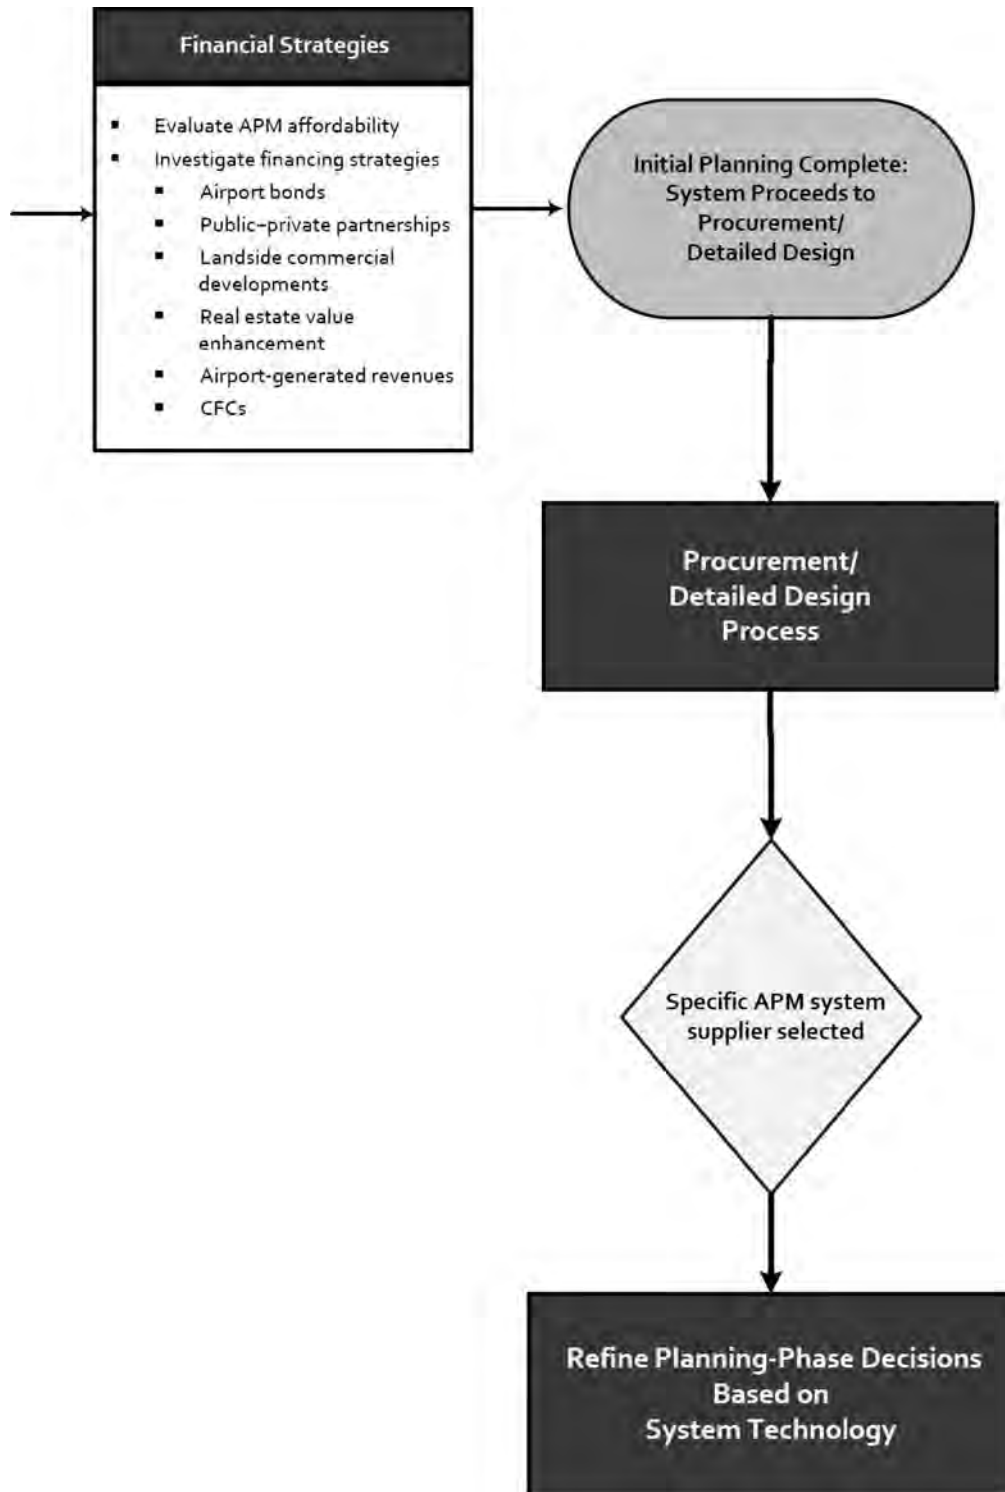 Financial Strategies
▪ Evaluate APM affordability
▪ Investigate financing strategies
▪ Airport bonds
▪ Public–private partnerships
▪ Landside commercial
developments
▪ Real estate value
enhancement
▪ Airport-generated revenues
▪ CFCs
Initial Planning Complete:
System Proceeds to
Procurement/
Detailed Design
Procurement/
Detailed Design
Process
Specific APM system
supplier selected
Refine Planning-Phase Decisions
Based on
System Technology